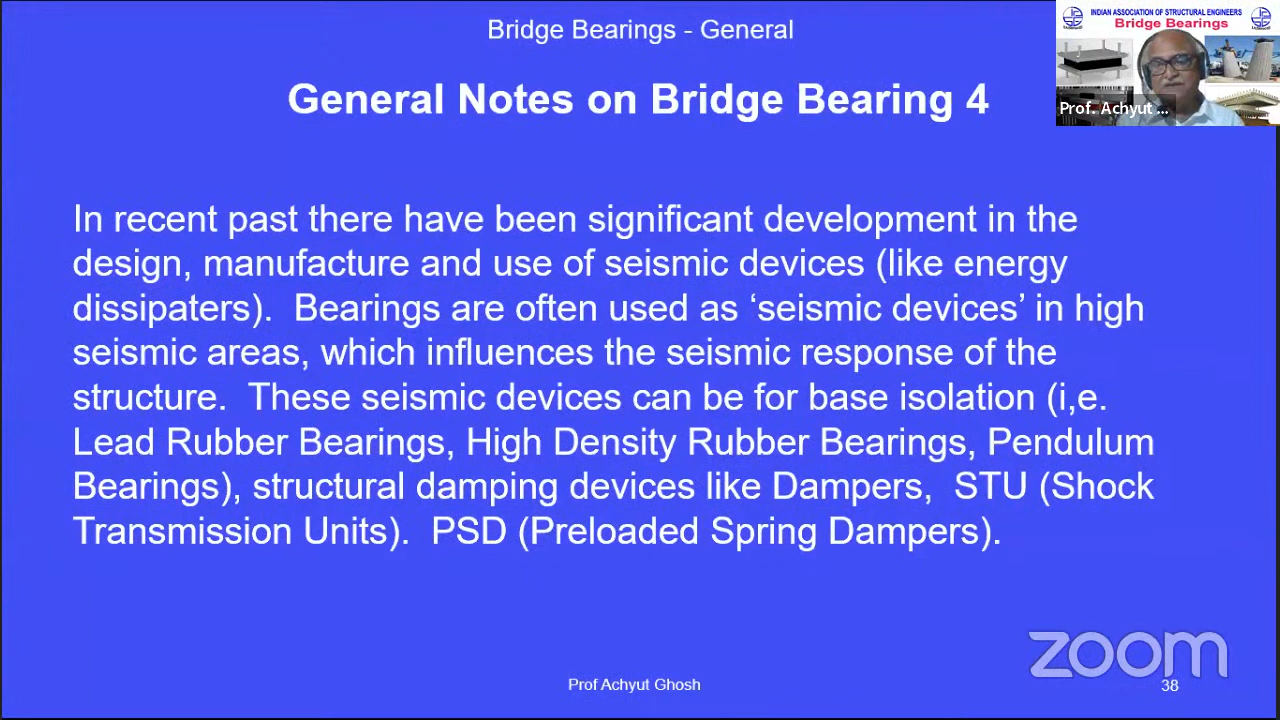 Bridge Bearings - General
INDIAN ASSOCIATION OF STRUCTURAL ENGINEERS
Bridge Bearings
General Notes on Bridge Bearing 4
Prof. Achyut ...
In recent past there have been significant development in the
design, manufacture and use of seismic devices (like energy
dissipaters).  Bearings are often used as ‘seismic devices’ in high
seismic areas, which influences the seismic response of the
structure.  These seismic devices can be for base isolation (i,e.
Lead Rubber Bearings, High Density Rubber Bearings, Pendulum
Bearings), structural damping devices like Dampers,  STU (Shock
Transmission Units).  PSD (Preloaded Spring Dampers).
zoom
Prof Achyut Ghosh
38